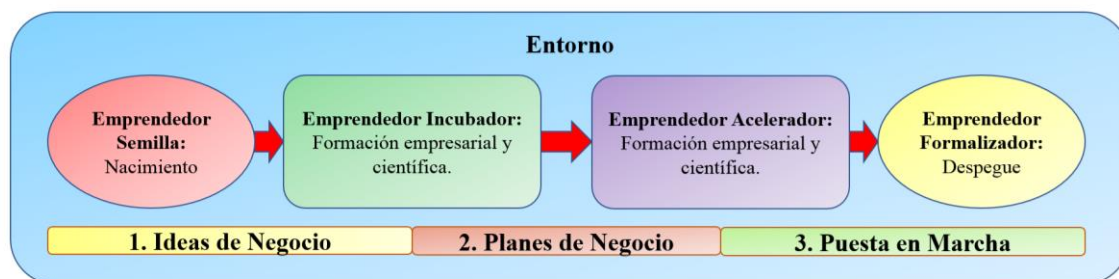 Entorno
Emprendedor
Semilla:
Nacimiento
Emprendedor Incubador:
Formación empresarial y
científica.
Emprendedor Acelerador:
Formación empresarial y
científica.
Emprendedor
Formalizador:
Despegue
1. Ideas de Negocio
2. Planes de Negocio
3. Puesta en Marcha